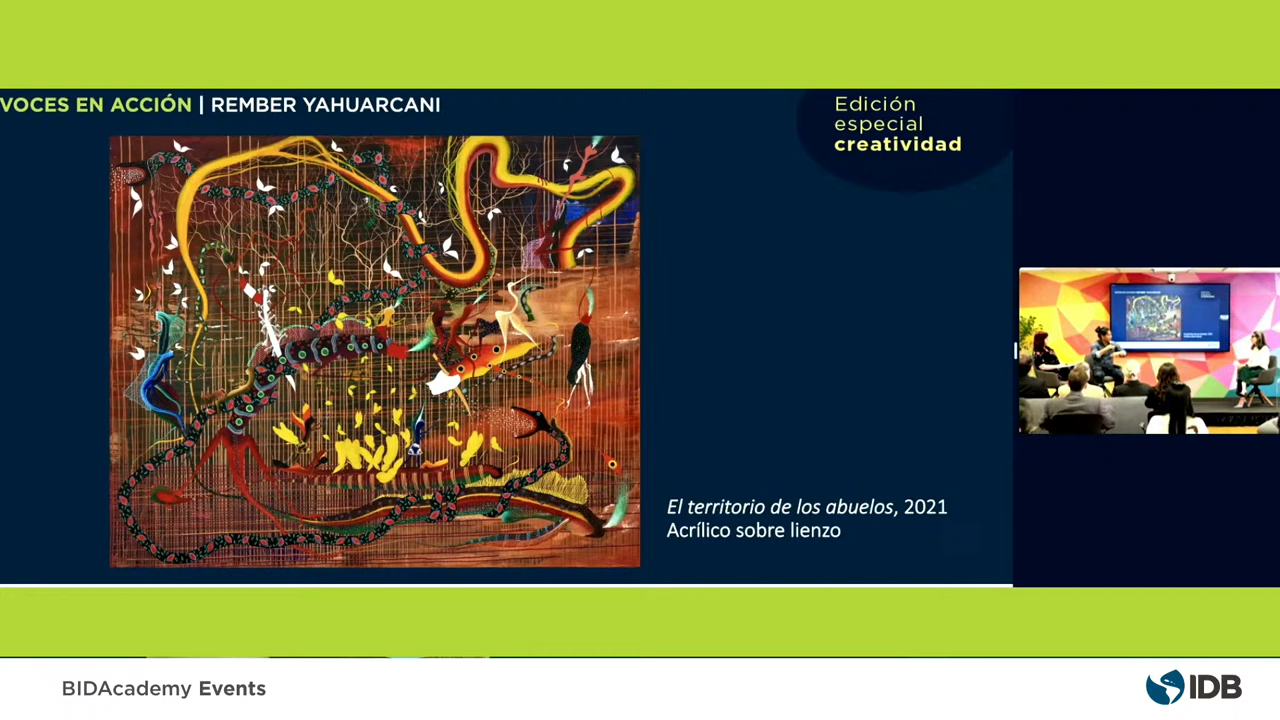 VOCES EN ACCIÓN | REMBER YAHUARCANI
Edición
especial
creatividad
El territorio de los abuelos, 2021
Acrílico sobre lienzo
BIDAcademy Events
IDB